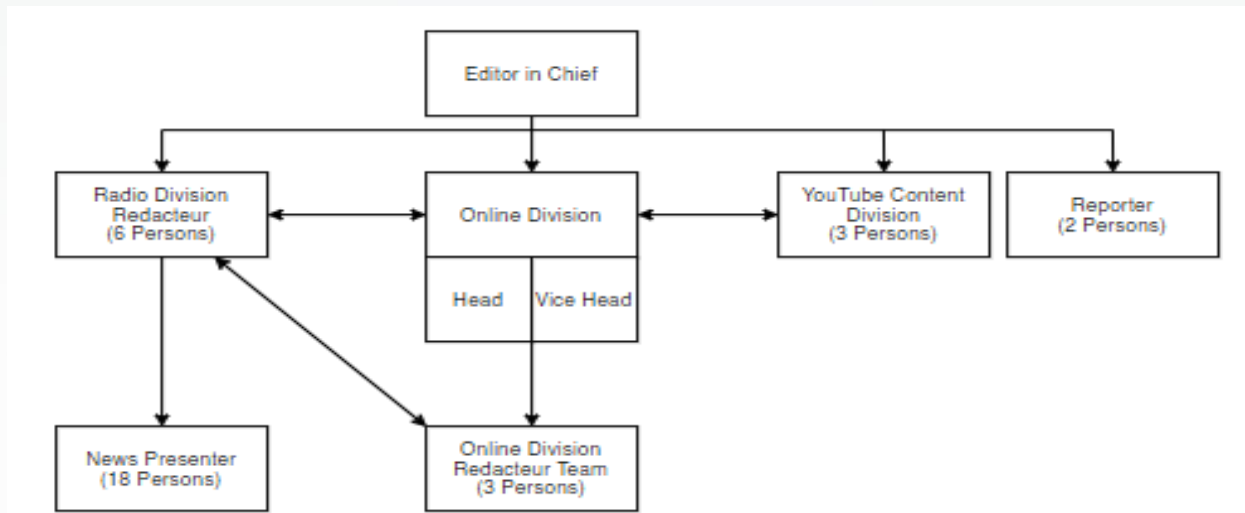 Editor in Chief
Radio Division
Redacteur
(6 Persons)
Online Division
YouTube Content
Division
(3 Persons)
Reporter
(2 Persons)
Head
Vice Head
News Presenter
(18 Persons)
Online Division
Redacteur Team
(3 Persons)